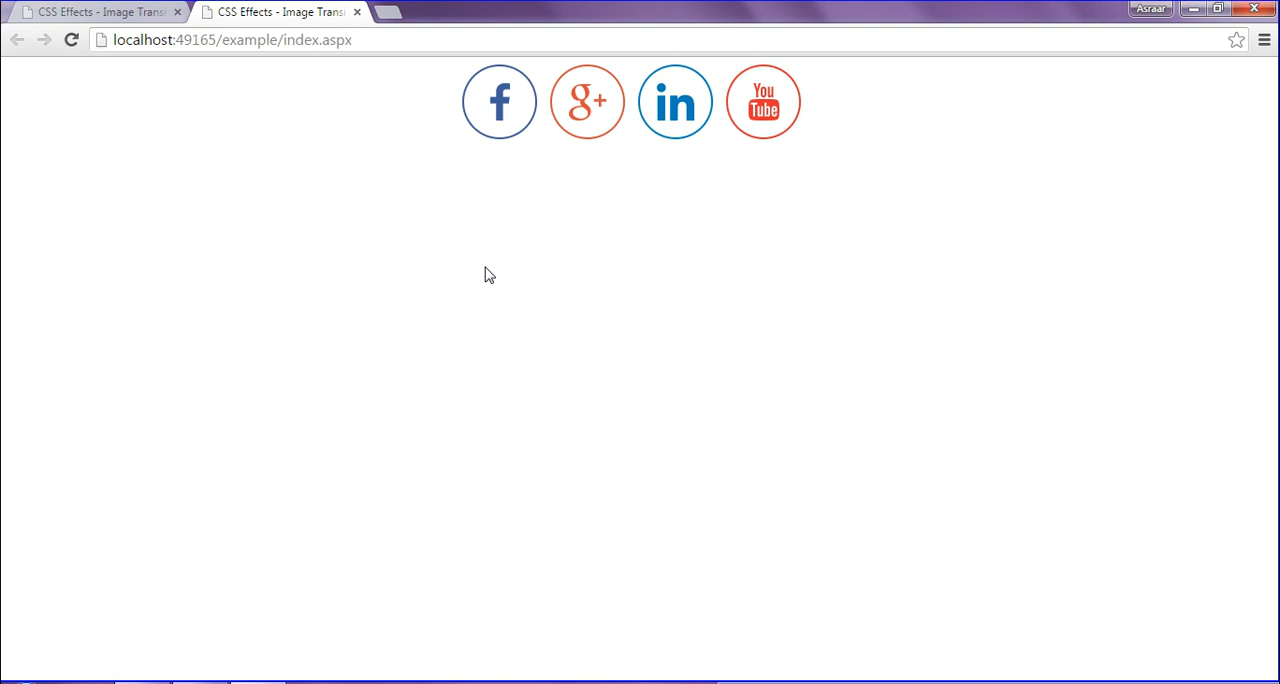 CSS Effects - Image Transi
CSS Effects - Image Transi
Asraar
localhost:49165/example/index.aspx
f
g+
in
You
Tube